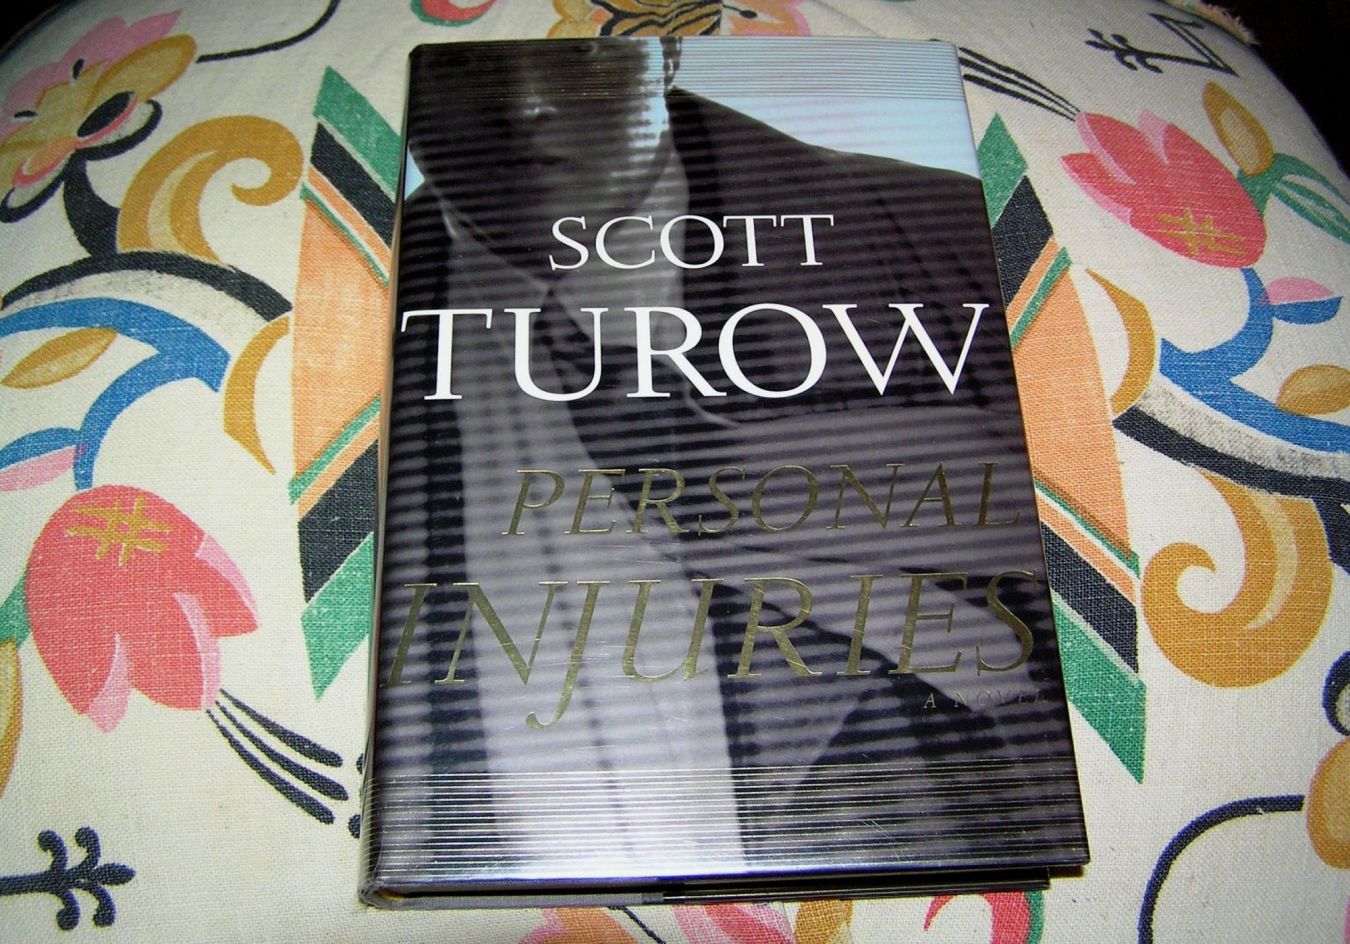 SCOTT
TUROW
PERSONAL
INJURIES
A NOVEL